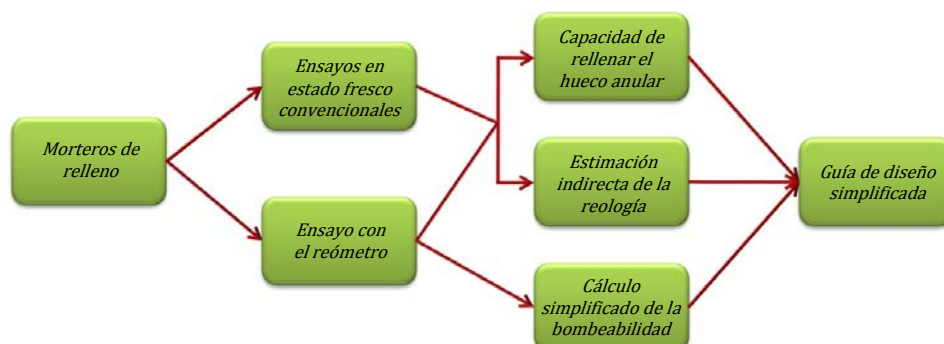 Morteros de
relleno
Ensayos en
estado fresco
convencionales
Ensayo con
el reómetro
Capacidad de
rellenar el
hueco anular
Estimación
indirecta de la
reología
Cálculo
simplificado de la
bombeabilidad
Guía de diseño
simplificada